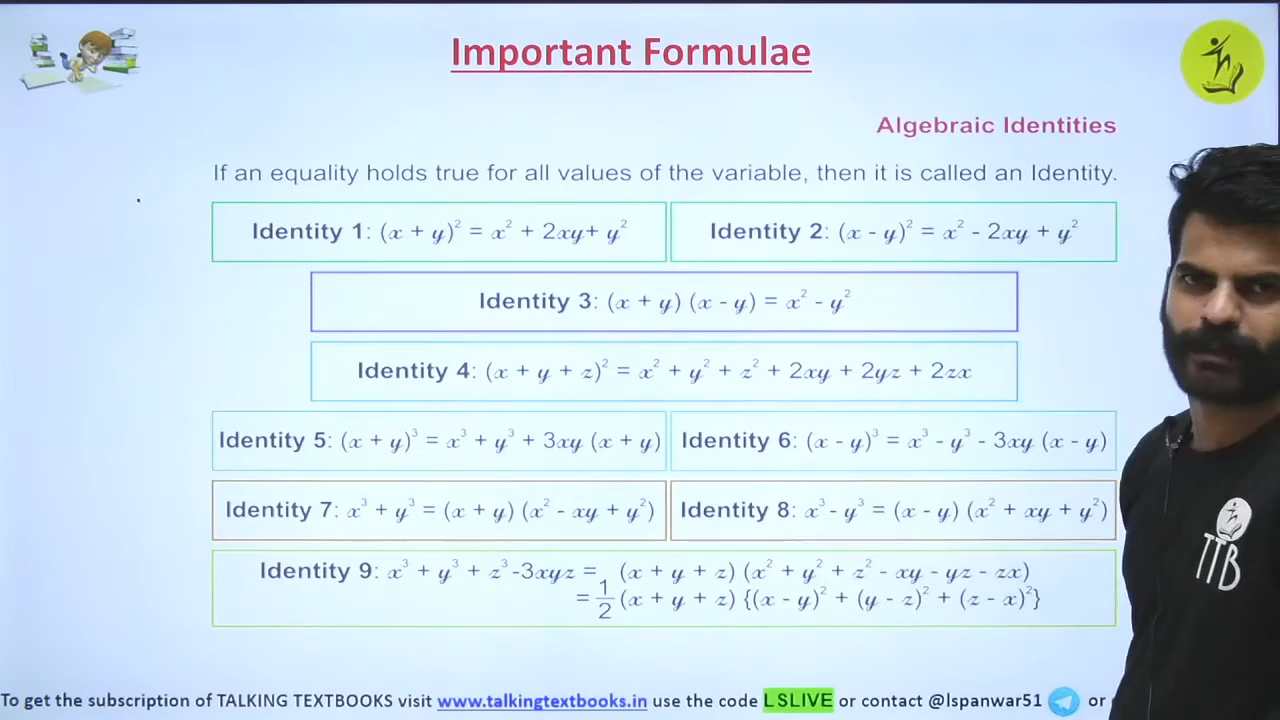 Important Formulae
Algebraic Identities
If an equality holds true for all values of the variable, then it is called an Identity.
Identity 1: (x + y)² = x² + 2xy+ y²
Identity 2: (x - y)² = x² - 2xy + y²
Identity 3: (x + y) (x - y) = x² - y²
Identity 4: (x + y + z)² = x² + y² + z² + 2xy + 2yz + 2zx
Identity 5: (x + y)³ = x³ + y³ + 3xy (x + y)
Identity 6: (x - y)³ = x³ - y³ - 3xy (x - y)
Identity 7: x³ + y³ = (x + y) (x² - xy + y²)
Identity 8: x³ - y³ = (x - y) (x² + xy + y²)
Identity 9: x³ + y³ + z³ -3xyz = (x + y + z) (x² + y² + z² - xy - yz - zx)
= 1/2 (x + y + z) {(x - y)² + (y - z)² + (z - x)²}
TTB
To get the subscription of TALKING TEXTBOOKS visit www.talkingtextbooks.in use the code LSLIVE or contact @lspanwar51 or